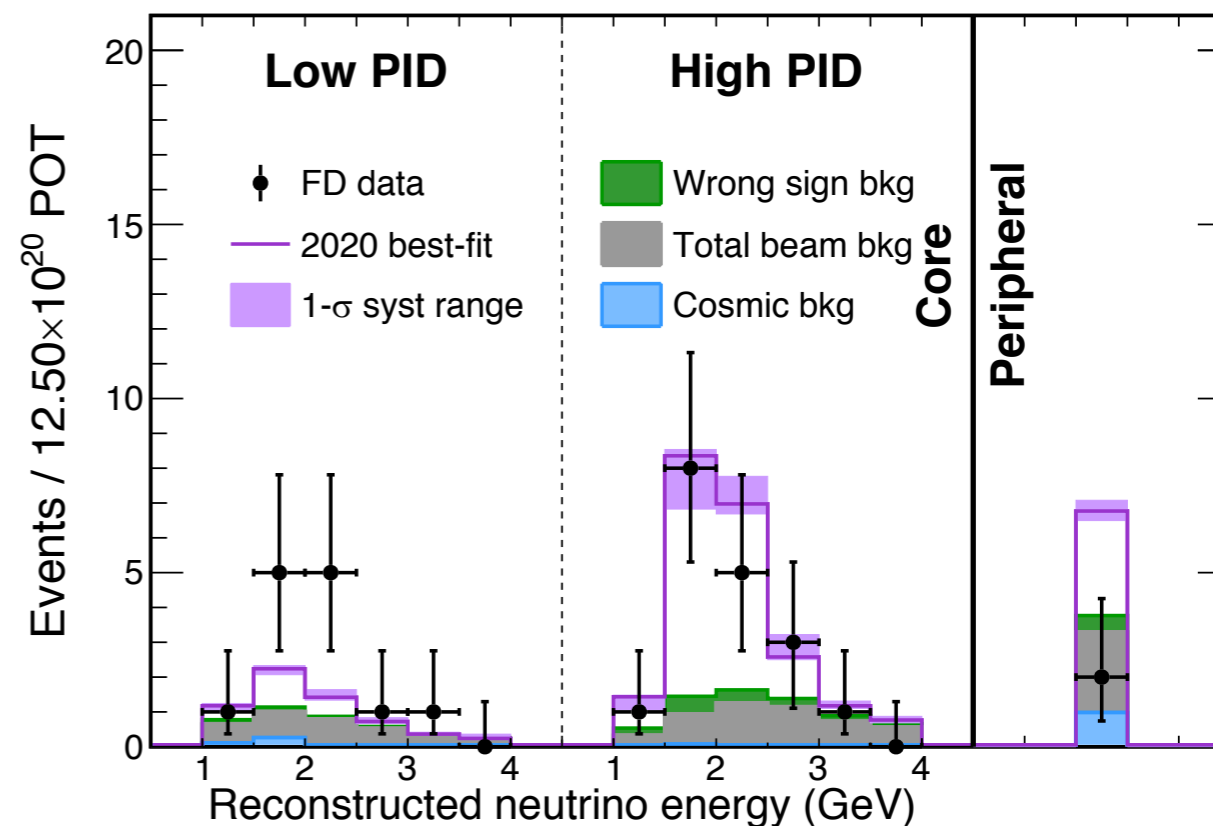 20
15
10
5
0
Events / 12.50×10²⁰ POT
Low PID
High PID
FD data
2020 best-fit
1-σ syst range
Wrong sign bkg
Total beam bkg
Cosmic bkg
Core
Peripheral
1 2 3 4 1 2 3 4
Reconstructed neutrino energy (GeV)